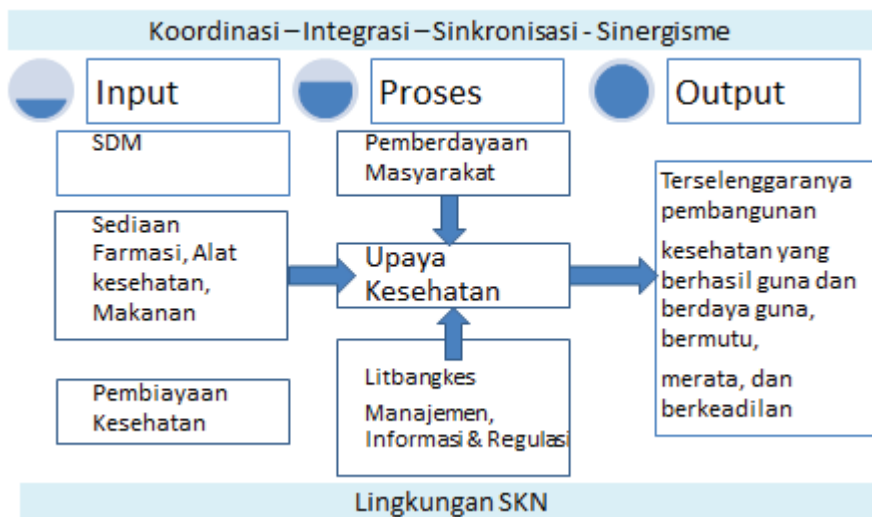 Koordinasi – Integrasi – Sinkronisasi - Sinergisme
Input
Proses
Output
SDM
Sediaan
Farmasi, Alat
kesehatan,
Makanan
Pembiayaan
Kesehatan
Pemberdayaan
Masyarakat
Upaya
Kesehatan
Litbangkes
Manajemen,
Informasi & Regulasi
Terselenggaranya
pembangunan
kesehatan yang
berhasil guna dan
berdaya guna,
bermutu,
merata, dan
berkeadilan
Lingkungan SKN